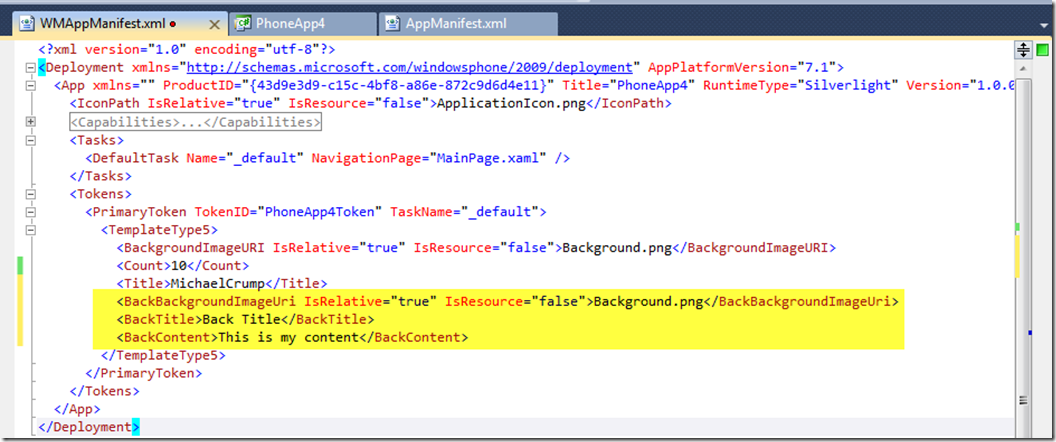 WMAppManifest.xml PhoneApp4 AppManifest.xml
<?xml version="1.0" encoding="utf-8"?>
<Deployment xmlns="http://schemas.microsoft.com/windowsphone/2009/deployment" AppPlatformVersion="7.1">
<App xmlns="" ProductID="{43d9e3d9-c15c-4bf8-a86e-872c9d6d4e11}" Title="PhoneApp4" RuntimeType="Silverlight" Version="1.0.0
<IconPath IsRelative="true" IsResource="false">ApplicationIcon.png</IconPath>
<Capabilities>...</Capabilities>
<Tasks>
<DefaultTask Name="_default" NavigationPage="MainPage.xaml" />
</Tasks>
<Tokens>
<PrimaryToken TokenID="PhoneApp4Token" TaskName="_default">
<TemplateType5>
<BackgroundImageURI IsRelative="true" IsResource="false">Background.png</BackgroundImageURI>
<Count>10</Count>
<Title>MichaelCrump</Title>
<BackBackgroundImageUri IsRelative="true" IsResource="false">Background.png</BackBackgroundImageUri>
<BackTitle>Back Title</BackTitle>
<BackContent>This is my content</BackContent>
</TemplateType5>
</PrimaryToken>
</Tokens>
</App>
</Deployment>